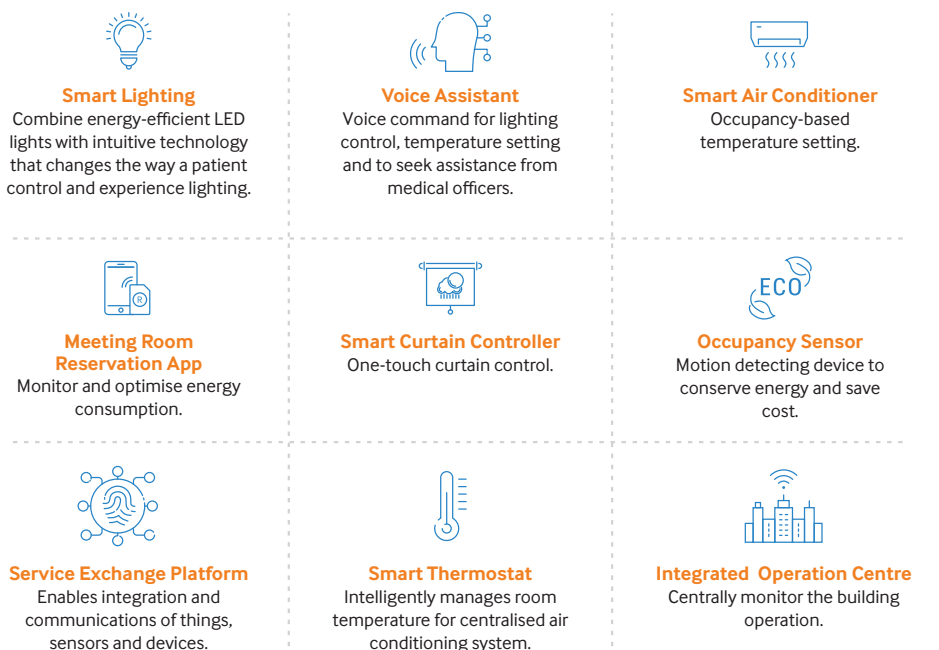 Smart Lighting
Combine energy-efficient LED
lights with intuitive technology
that changes the way a patient
control and experience lighting.
Voice Assistant
Voice command for lighting
control, temperature setting
and to seek assistance from
medical officers.
Smart Air Conditioner
Occupancy-based
temperature setting.
R
Meeting Room
Reservation App
Monitor and optimise energy
consumption.
Smart Curtain Controller
One-touch curtain control.
ECO
Occupancy Sensor
Motion detecting device to
conserve energy and save
cost.
Service Exchange Platform
Enables integration and
communications of things,
sensors and devices.
Smart Thermostat
Intelligently manages room
temperature for centralised air
conditioning system.
Integrated Operation Centre
Centrally monitor the building
operation.